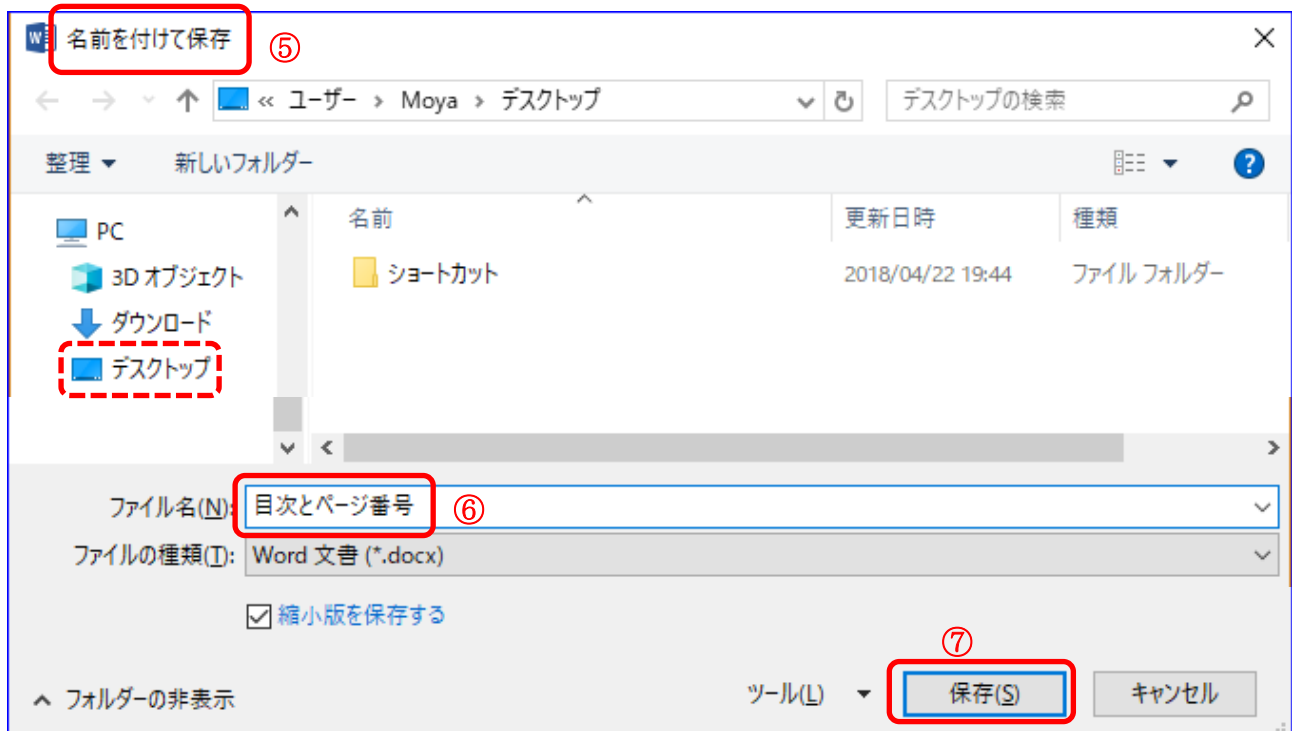 名前を付けて保存 ⑤
« ユーザー › Moya › デスクトップ デスクトップの検索
整理 新しいフォルダー
名前 更新日時 種類
PC
3D オブジェクト
ショートカット 2018/04/22 19:44 ファイル フォルダー
ダウンロード
デスクトップ
ファイル名(N): 目次とページ番号 ⑥
ファイルの種類(T): Word 文書 (*.docx)
縮小版を保存する
⑦
フォルダーの非表示 ツール(L) 保存(S) キャンセル